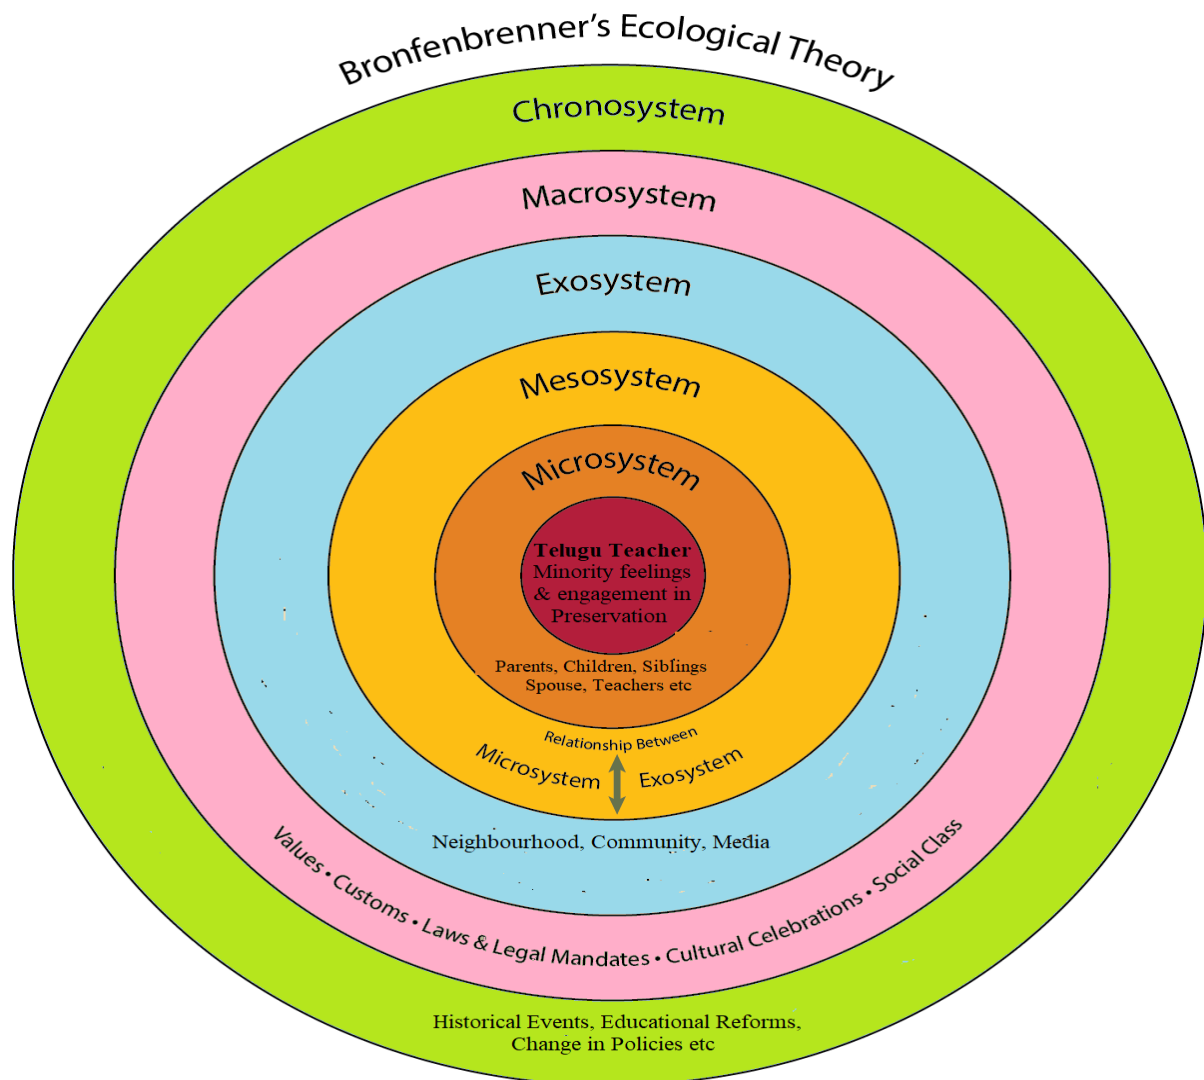 Bronfenbrenner's Ecological Theory
Chronosystem
Macrosystem
Exosystem
Mesosystem
Microsystem
Telugu Teacher
Minority feelings
& engagement in
Preservation
Parents, Children, Siblings
Spouse, Teachers etc
Relationship Between
Microsystem Exosystem
Neighbourhood, Community, Media
Values • Customs • Laws & Legal Mandates • Cultural Celebrations • Social Class
Historical Events, Educational Reforms,
Change in Policies etc